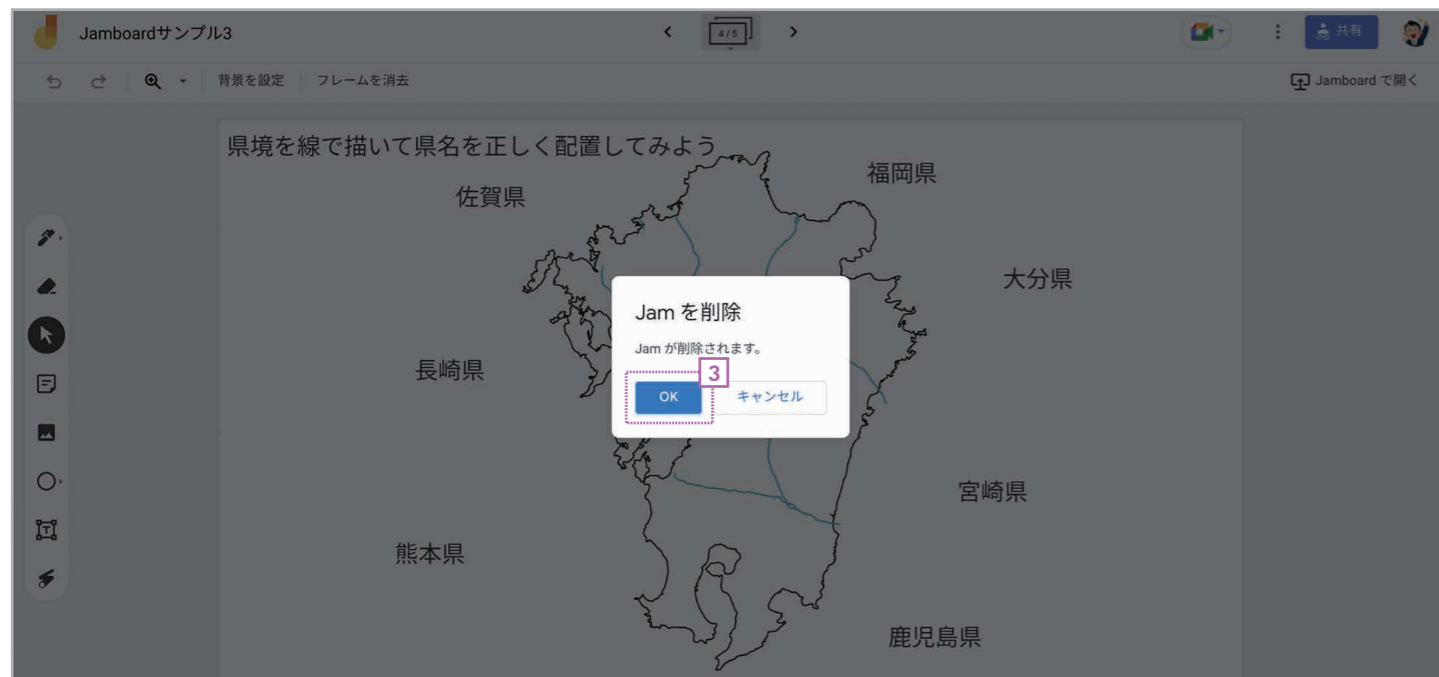 Jamboardサンプル3
4/5
共有
背景を設定
フレームを消去
Jamboard で開く
県境を線で描いて県名を正しく配置してみよう
福岡県
佐賀県
大分県
Jam を削除
Jam が削除されます。
3
長崎県
OK
キャンセル
宮崎県
熊本県
鹿児島県